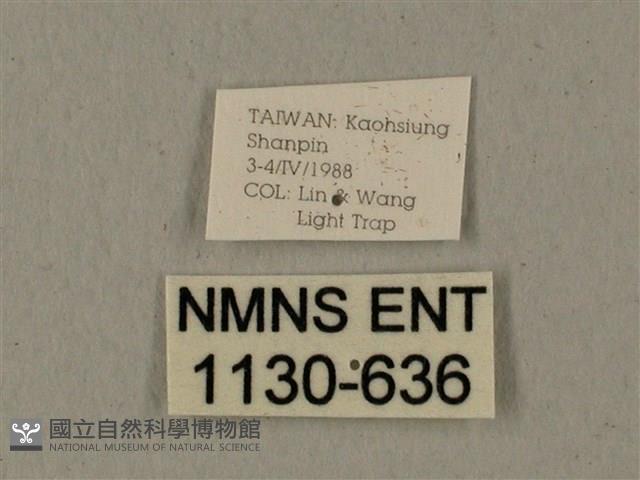 TAIWAN: Kaohsiung
Shanpin
3-4/IV/1988
COL: Lin & Wang
Light Trap
NMNS ENT
1130-636
國立自然科學博物館
NATIONAL MUSEUM OF NATURAL SCIENCE